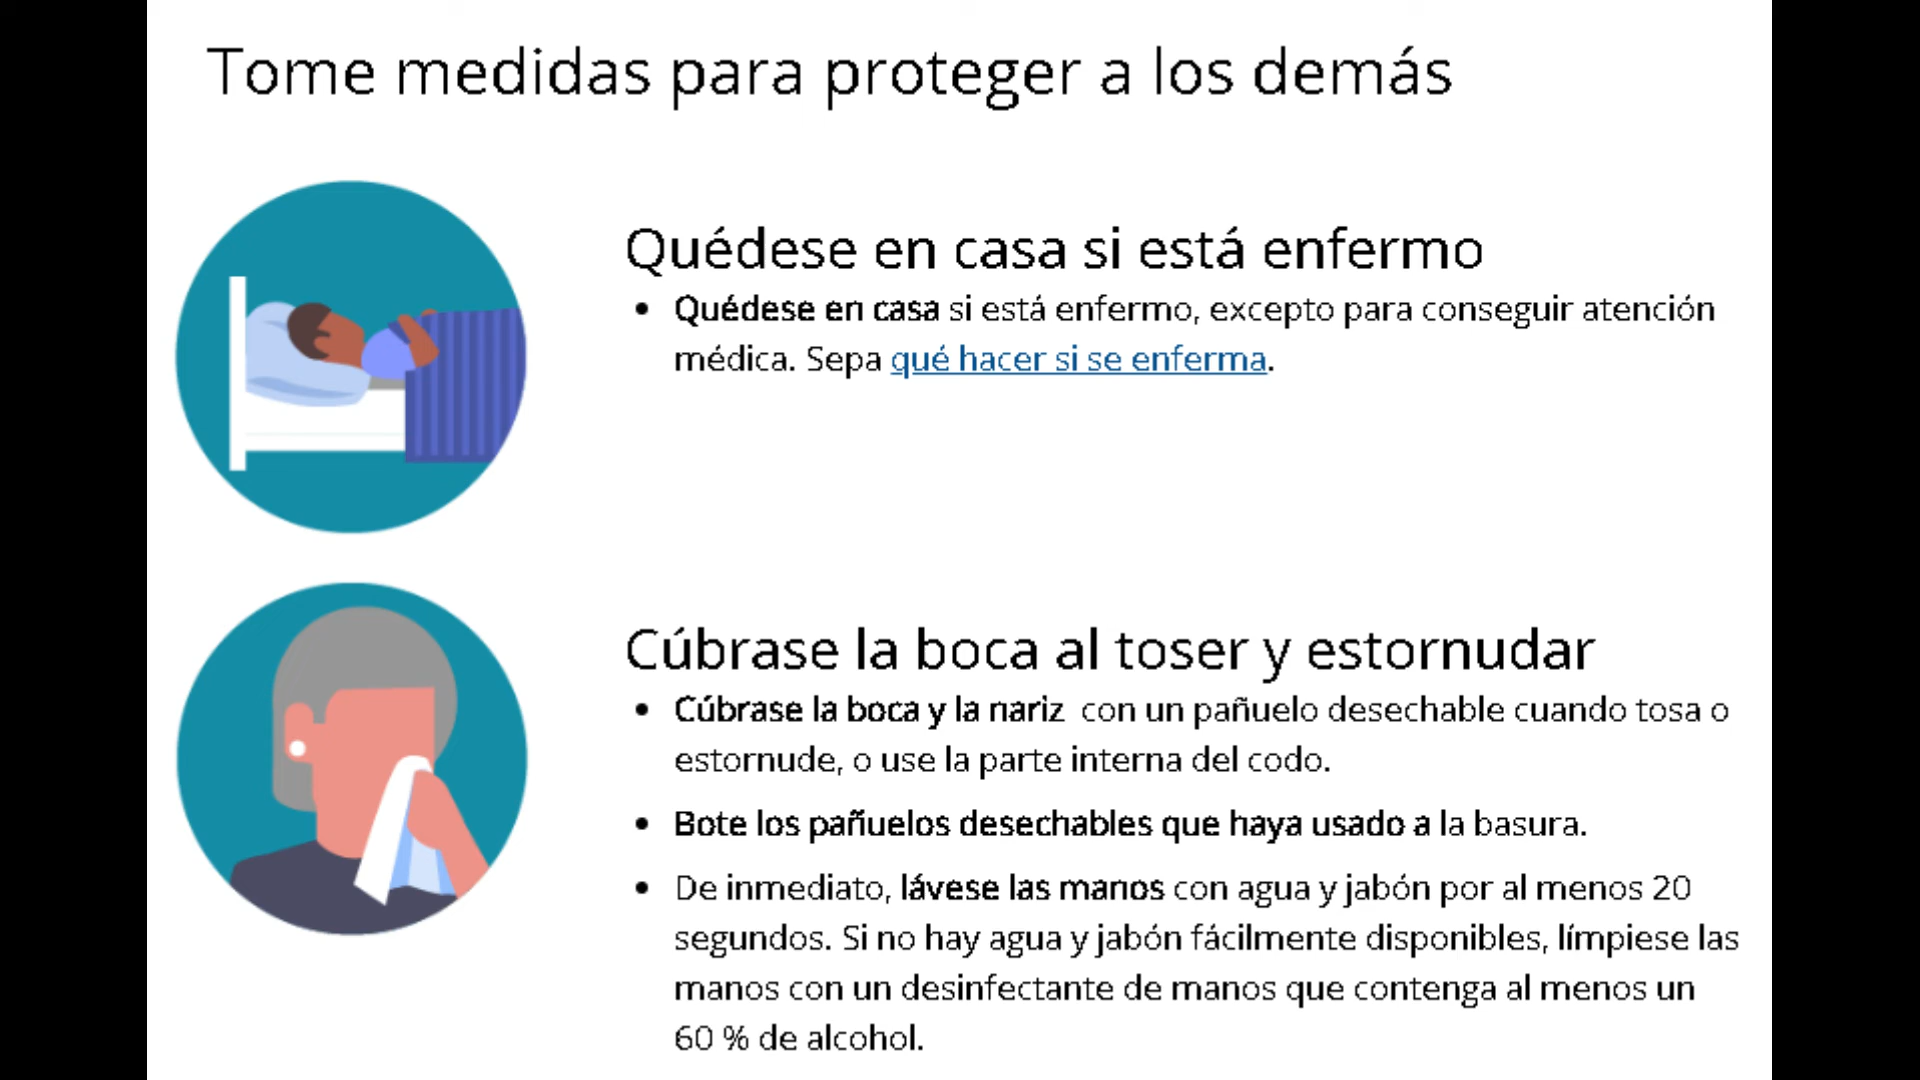 Tome medidas para proteger a los demás
Quédese en casa si está enfermo
• Quédese en casa si está enfermo, excepto para conseguir atención
médica. Sepa qué hacer si se enferma.
Cúbrase la boca al toser y estornudar
• Cúbrase la boca y la nariz con un pañuelo desechable cuando tosa o
estornude, o use la parte interna del codo.
• Bote los pañuelos desechables que haya usado a la basura.
• De inmediato, lávese las manos con agua y jabón por al menos 20
segundos. Si no hay agua y jabón fácilmente disponibles, límpiese las
manos con un desinfectante de manos que contenga al menos un
60 % de alcohol.